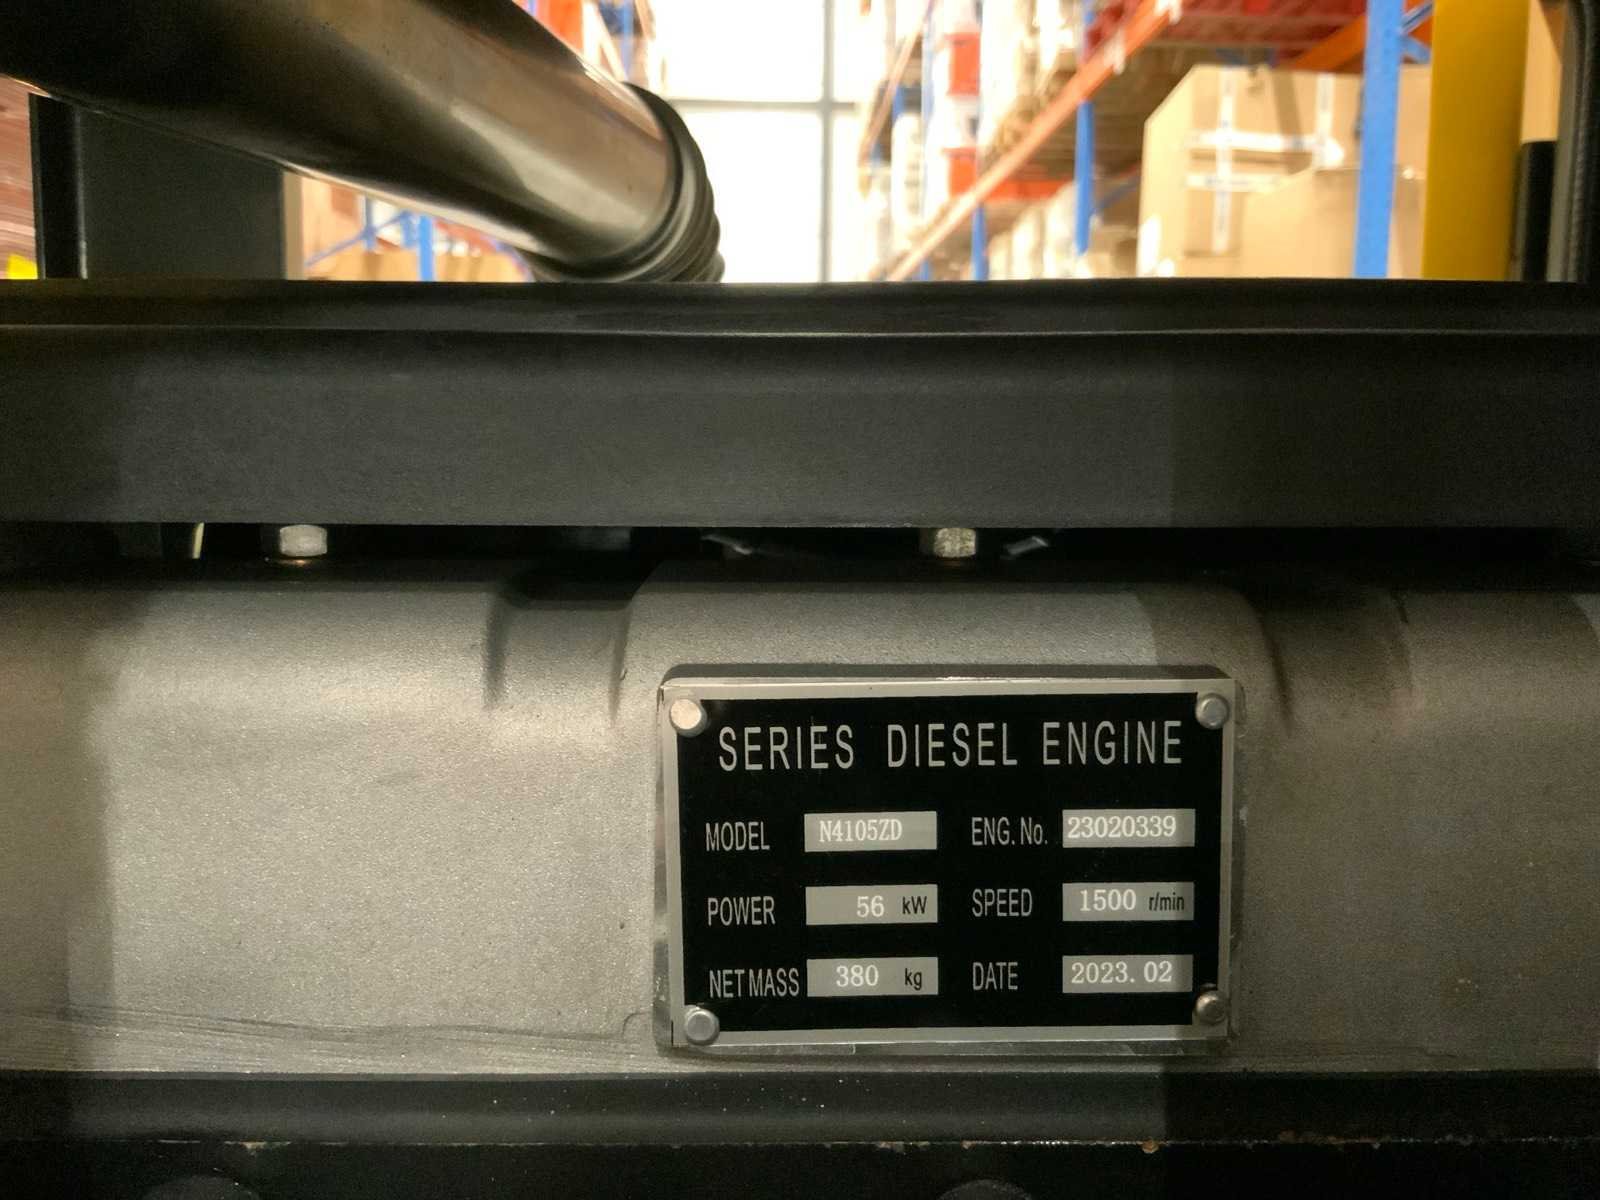 SERIES DIESEL ENGINE
MODEL N4105ZD ENG.No. 23020339
POWER 56 kW SPEED 1500 r/min
NET MASS 380 kg DATE 2023.02